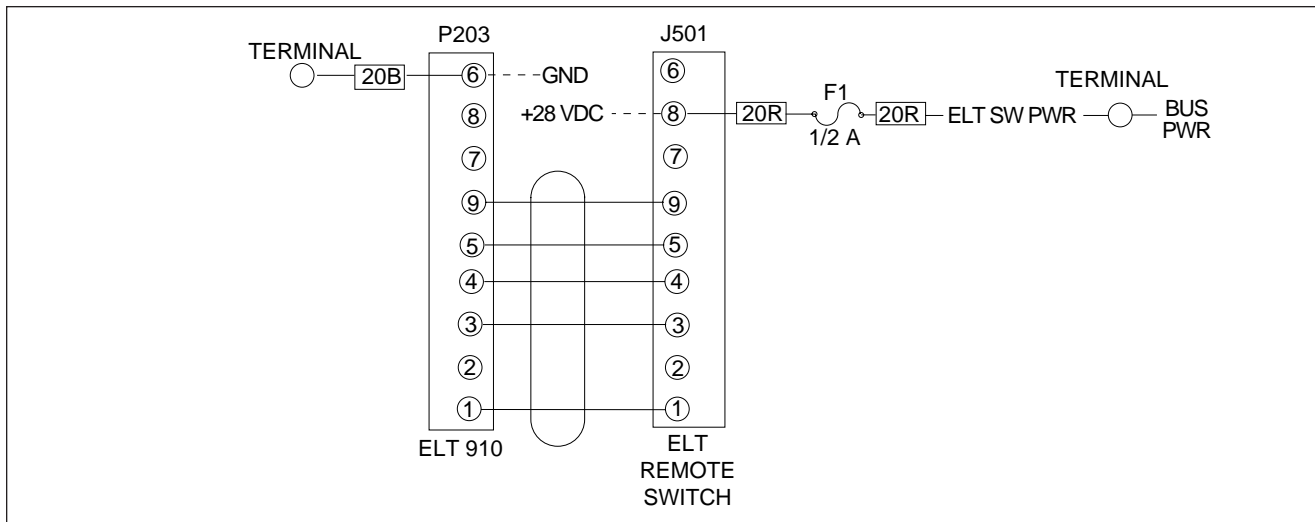 P203
J501
TERMINAL
20B
6
GND
6
F1
TERMINAL
8
+28 VDC
8
20R
20R
ELT SW PWR
BUS
PWR
1/2 A
7
7
9
9
5
5
4
4
3
3
2
2
1
1
ELT 910
ELT
REMOTE
SWITCH